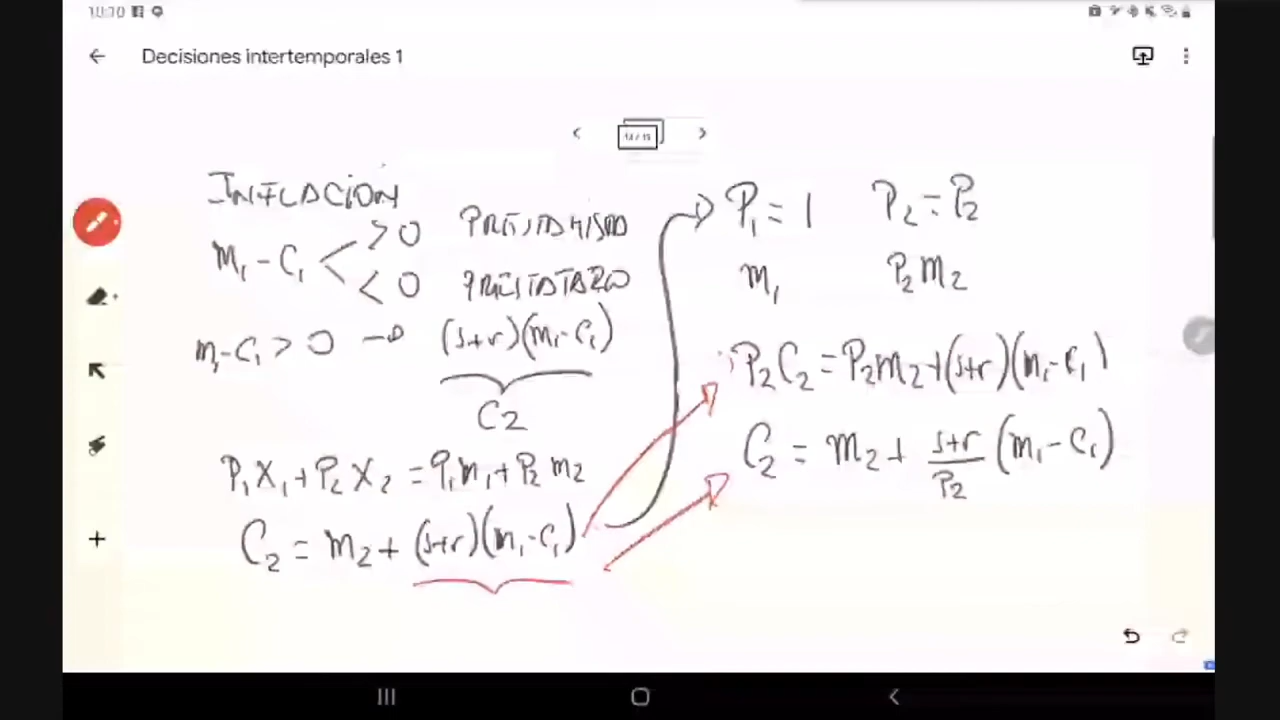 10:10
Decisiones intertemporales 1
INFLACION
m₁ - C₁ < > 0 PRESTAMISTA
< 0 PRESTATARIO
m₁ - C₁ > 0 → (1+r)(m₁ - C₁)
C2
P₁X₁ + P₂X₂ = P₁m₁ + P₂m₂
C₂ = m₂ + (1+r)(m₁ - C₁)
P₁ = 1 P₂ = P₂
m₁ P₂m₂
P₂C₂ = P₂m₂ + (1+r)(m₁ - C₁)
C₂ = m₂ + (1+r)/P₂ (m₁ - C₁)